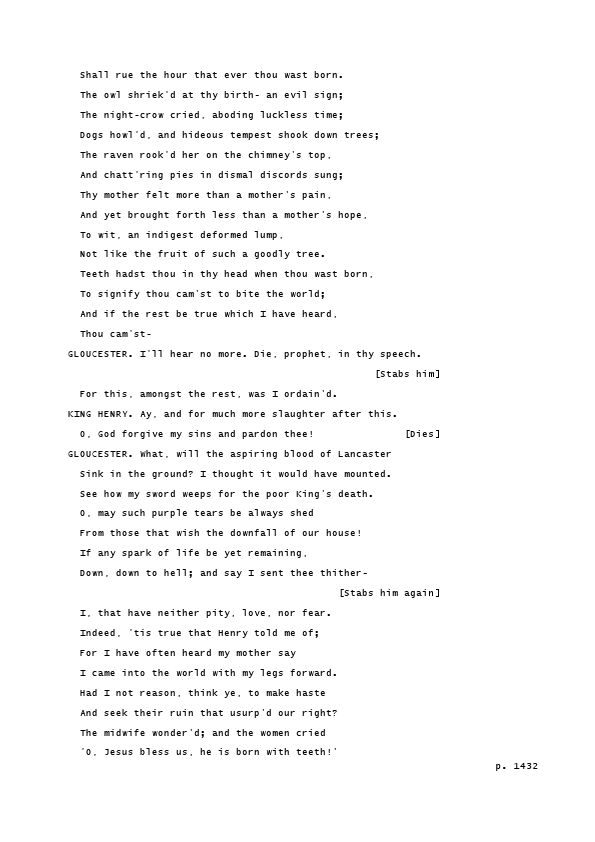 Shall rue the hour that ever thou wast born.
The owl shriek'd at thy birth- an evil sign;
The night-crow cried, aboding luckless time;
Dogs howl'd, and hideous tempest shook down trees;
The raven rook'd her on the chimney's top,
And chatt'ring pies in dismal discords sung;
Thy mother felt more than a mother's pain,
And yet brought forth less than a mother's hope,
To wit, an indigest deformed lump,
Not like the fruit of such a goodly tree.
Teeth hadst thou in thy head when thou wast born,
To signify thou cam'st to bite the world;
And if the rest be true which I have heard,
Thou cam'st-
GLOUCESTER. I'll hear no more. Die, prophet, in thy speech.
[Stabs him]
For this, amongst the rest, was I ordain'd.
KING HENRY. Ay, and for much more slaughter after this.
O, God forgive my sins and pardon thee! [Dies]
GLOUCESTER. What, will the aspiring blood of Lancaster
Sink in the ground? I thought it would have mounted.
See how my sword weeps for the poor King's death.
O, may such purple tears be always shed
From those that wish the downfall of our house!
If any spark of life be yet remaining,
Down, down to hell; and say I sent thee thither-
[Stabs him again]
I, that have neither pity, love, nor fear.
Indeed, 'tis true that Henry told me of;
For I have often heard my mother say
I came into the world with my legs forward.
Had I not reason, think ye, to make haste
And seek their ruin that usurp'd our right?
The midwife wonder'd; and the women cried
'O, Jesus bless us, he is born with teeth!'
p. 1432